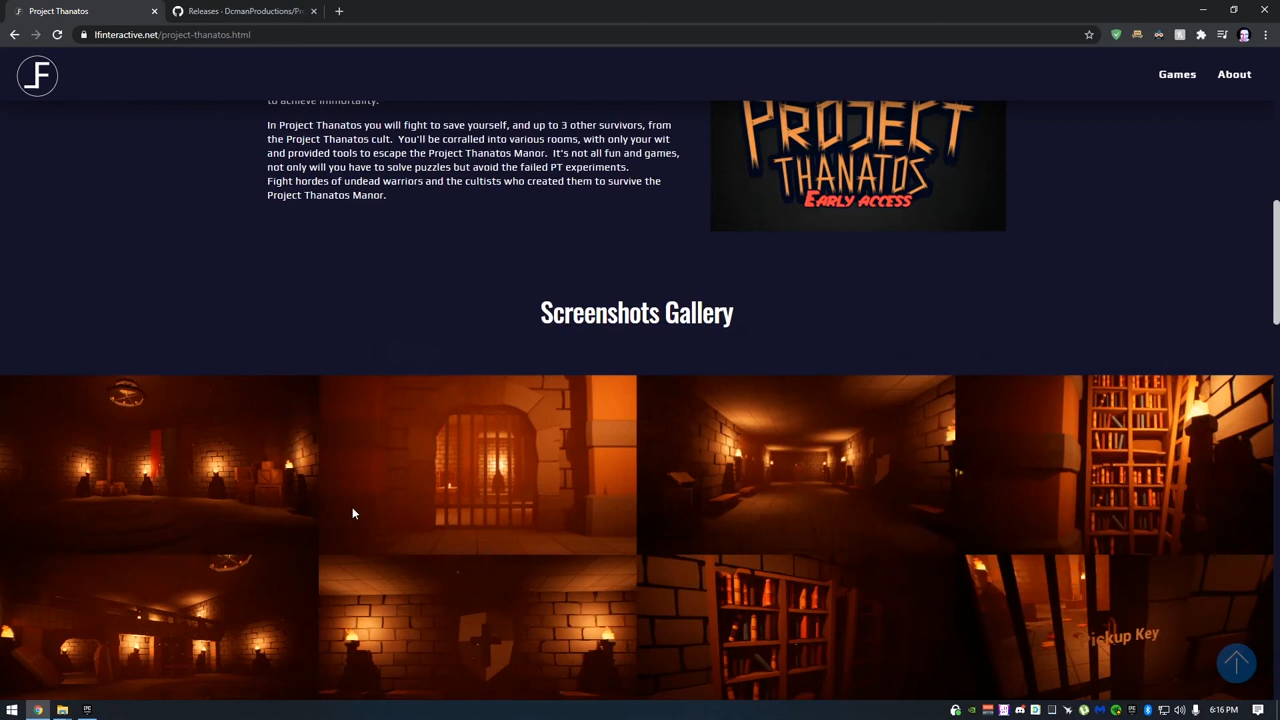 Project Thanatos
Releases · DcmanProductions/Pr
lfinteractive.net/project-thanatos.html
LF
Games
About
to achieve immortality.
In Project Thanatos you will fight to save yourself, and up to 3 other survivors, from
the Project Thanatos cult. You'll be corralled into various rooms, with only your wit
and provided tools to escape the Project Thanatos Manor. It's not all fun and games,
not only will you have to solve puzzles but avoid the failed PT experiments.
Fight hordes of undead warriors and the cultists who created them to survive the
Project Thanatos Manor.
PROJECT
THANATOS
EARLY ACCESS
Screenshots Gallery
Pickup Key
6:16 PM